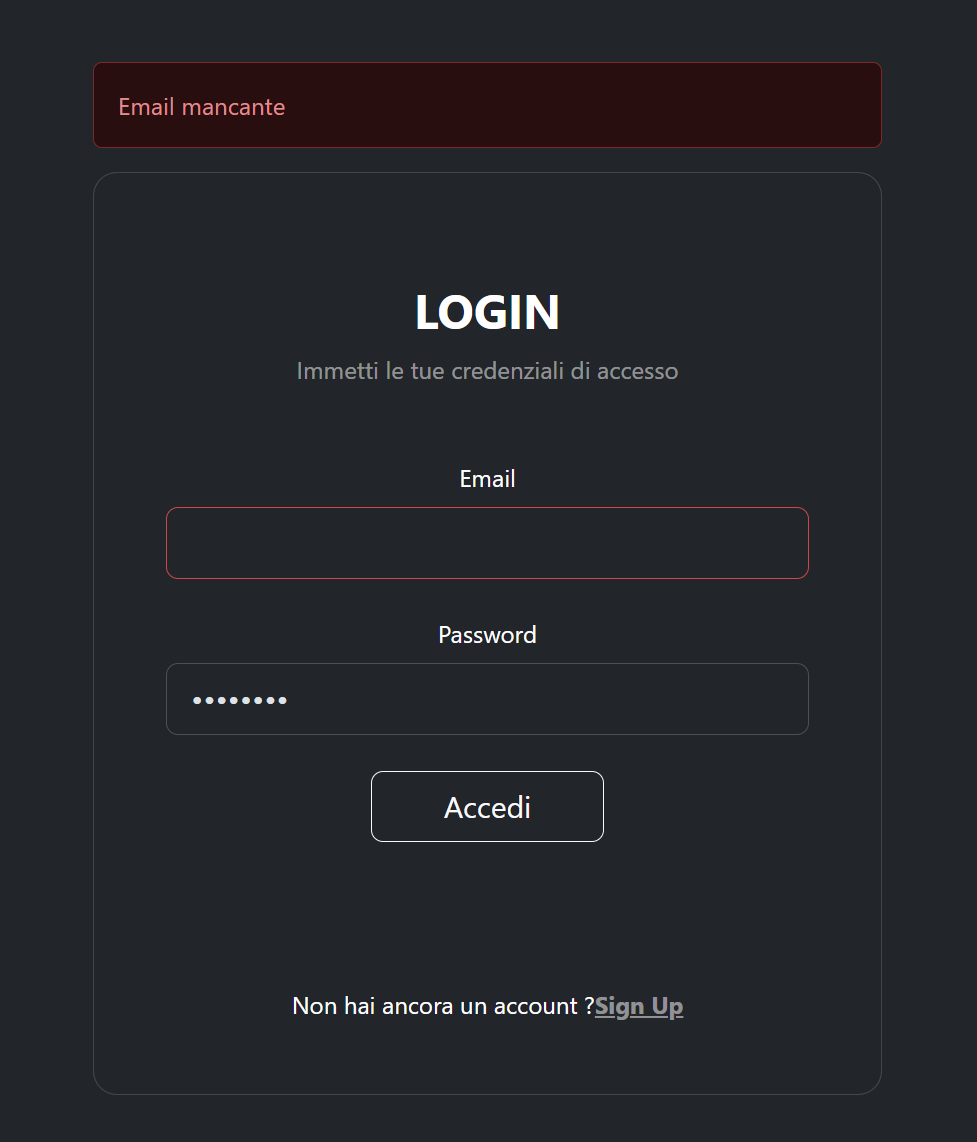 Email mancante
LOGIN
Immetti le tue credenziali di accesso
Email
Password
••••••••
Accedi
Non hai ancora un account ?Sign Up